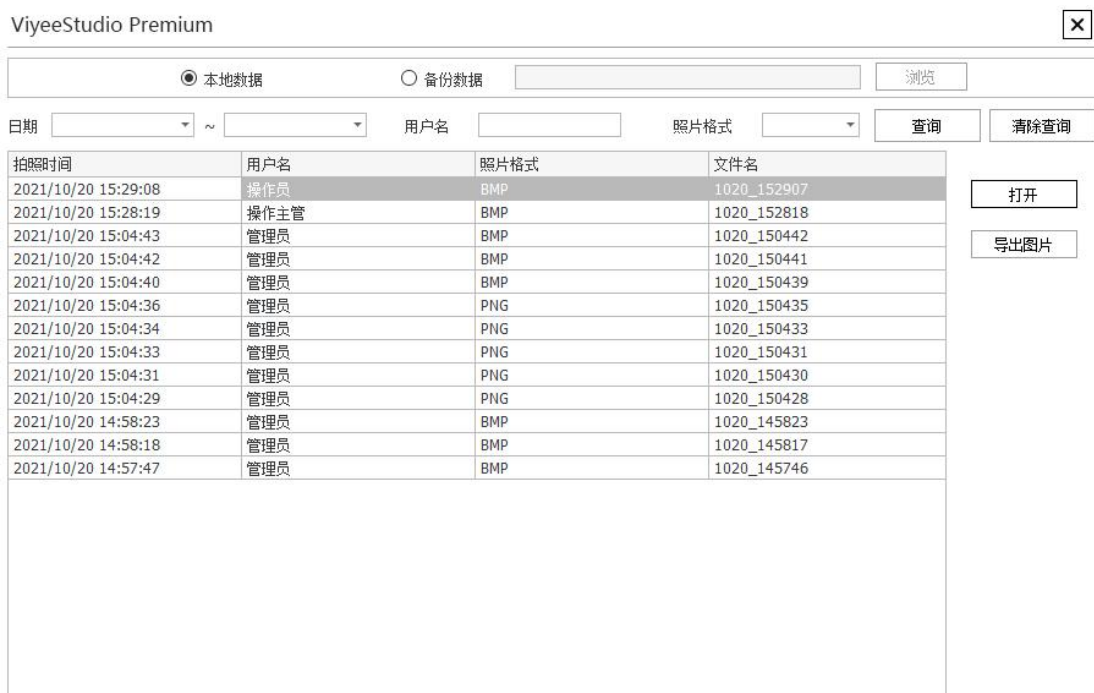 ViyeeStudio Premium
本地数据 备份数据 浏览
日期 ~ 用户名 照片格式 查询 清除查询
拍照时间 用户名 照片格式 文件名
2021/10/20 15:29:08 操作员 BMP 1020_152907
打开
2021/10/20 15:28:19 操作主管 BMP 1020_152818
2021/10/20 15:04:43 管理员 BMP 1020_150442
导出图片
2021/10/20 15:04:42 管理员 BMP 1020_150441
2021/10/20 15:04:40 管理员 BMP 1020_150439
2021/10/20 15:04:36 管理员 PNG 1020_150435
2021/10/20 15:04:34 管理员 PNG 1020_150433
2021/10/20 15:04:33 管理员 PNG 1020_150431
2021/10/20 15:04:31 管理员 PNG 1020_150430
2021/10/20 15:04:29 管理员 PNG 1020_150428
2021/10/20 14:58:23 管理员 BMP 1020_145823
2021/10/20 14:58:18 管理员 BMP 1020_145817
2021/10/20 14:57:47 管理员 BMP 1020_145746